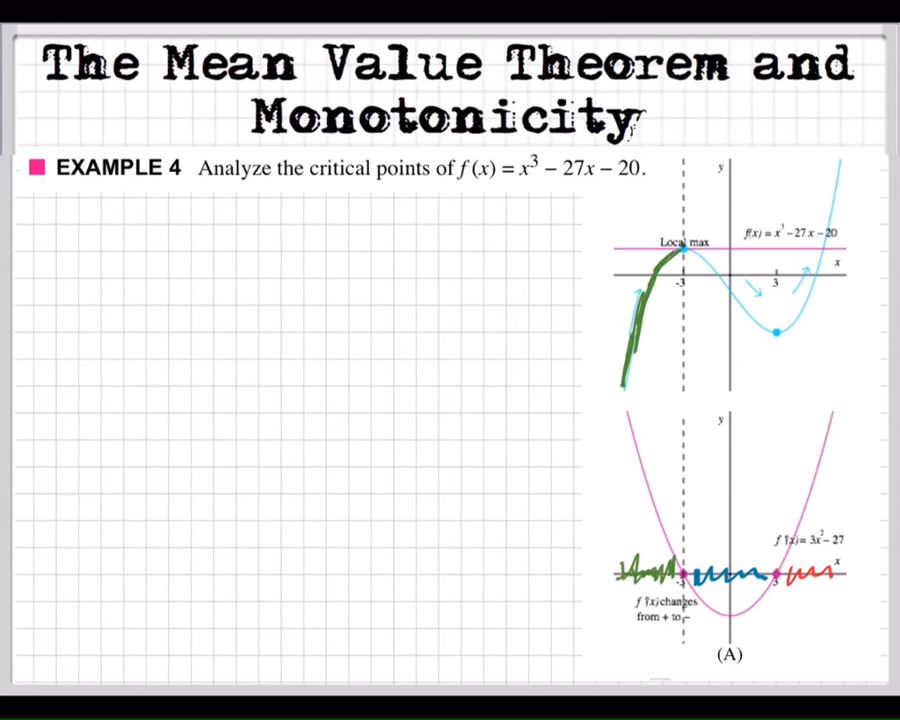 The Mean Value Theorem and
Monotonicity
EXAMPLE 4 Analyze the critical points of f (x) = x³ − 27x − 20.
y
f(x) = x³ − 27 x − 20
Local max
x
-3
3
y
f '(x) = 3x² − 27
x
-3
3
f '(x) changes
from + to −
(A)